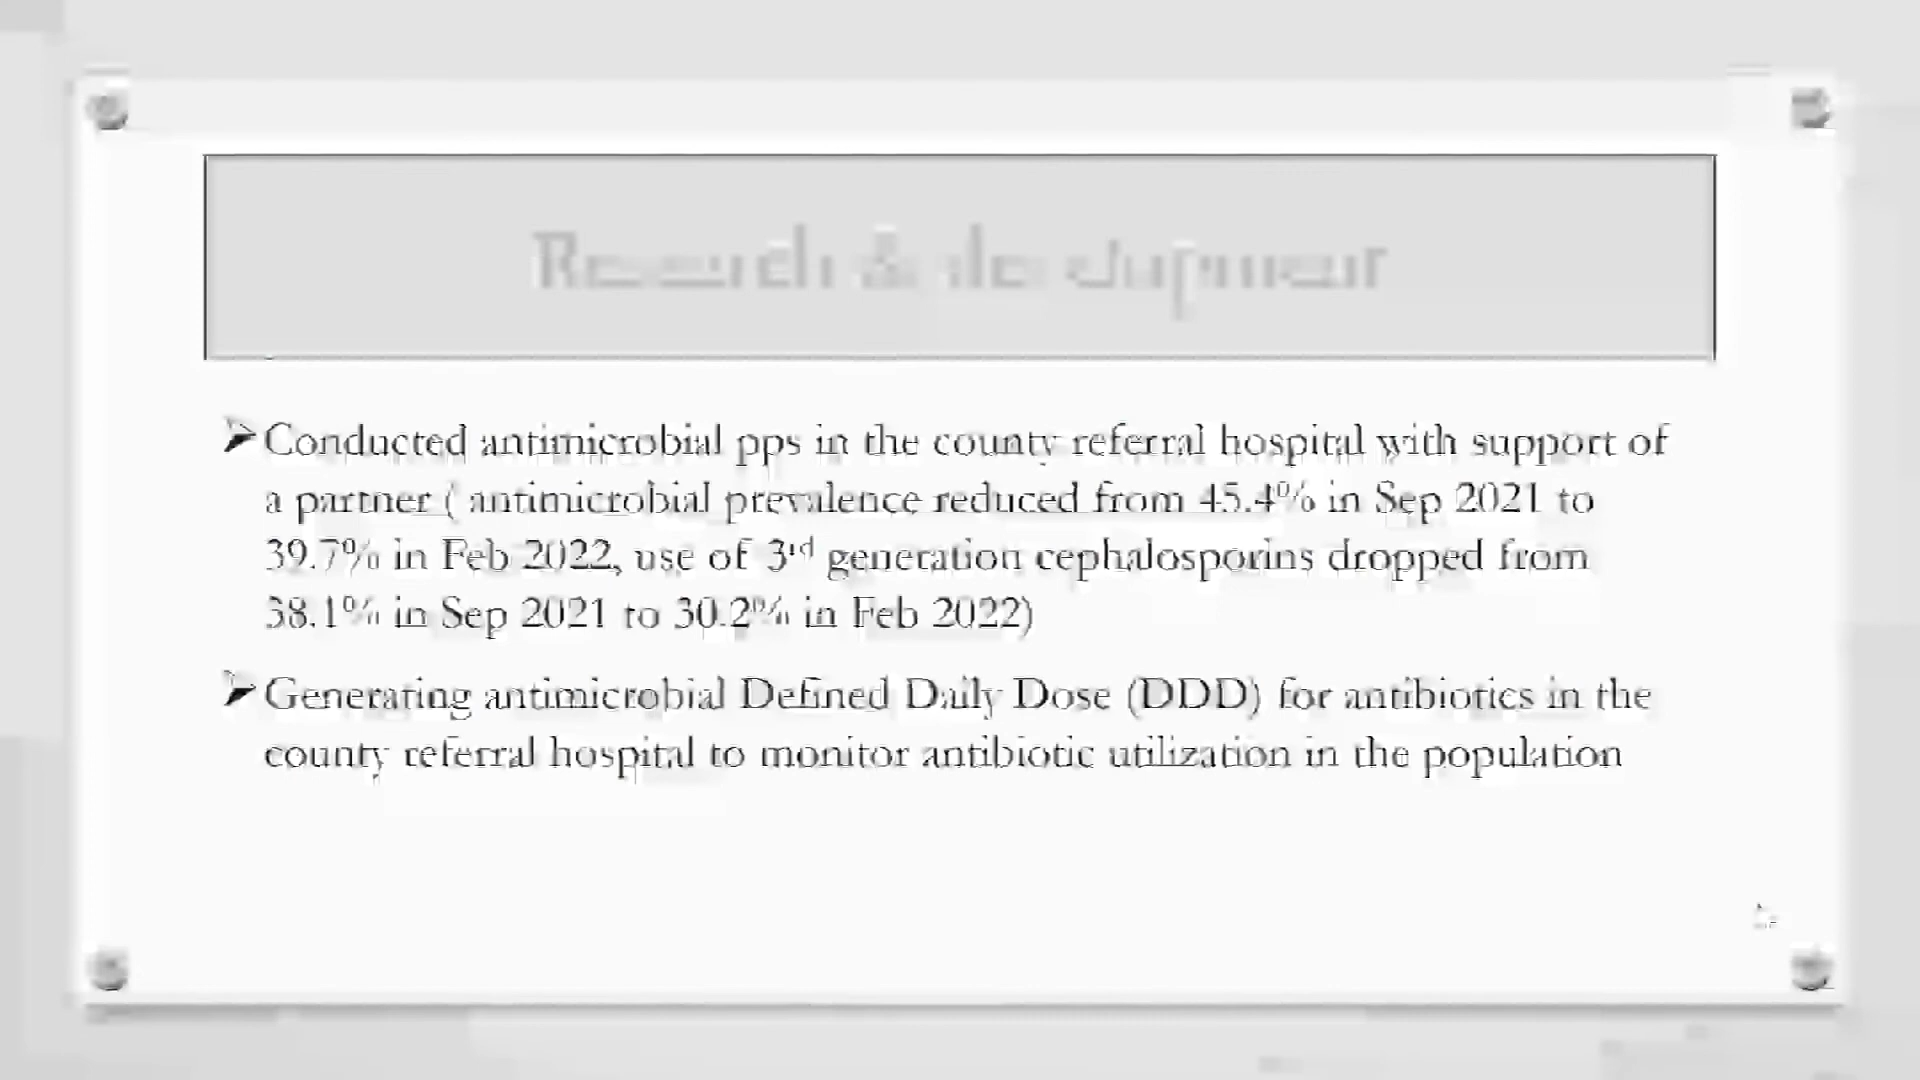 Research & development
Conducted antimicrobial pps in the county referral hospital with support of
a partner ( antimicrobial prevalence reduced from 45.4% in Sep 2021 to
39.7% in Feb 2022, use of 3rd generation cephalosporins dropped from
38.1% in Sep 2021 to 30.2% in Feb 2022)
Generating antimicrobial Defined Daily Dose (DDD) for antibiotics in the
county referral hospital to monitor antibiotic utilization in the population